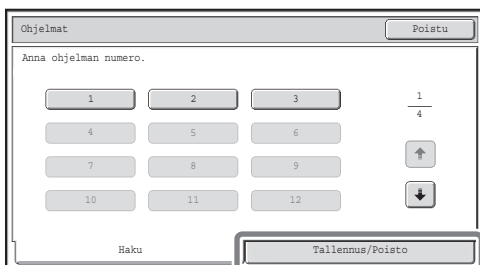 Ohjelmat Poistu
Anna ohjelman numero.
1 2 3 1
4
4 5 6
7 8 9
10 11 12
Haku Tallennus/Poisto